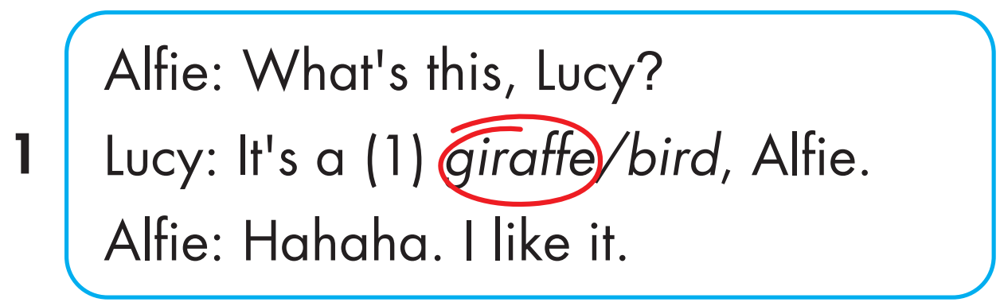 1
Alfie: What's this, Lucy?
Lucy: It's a (1) giraffe/bird, Alfie.
Alfie: Hahaha. I like it.